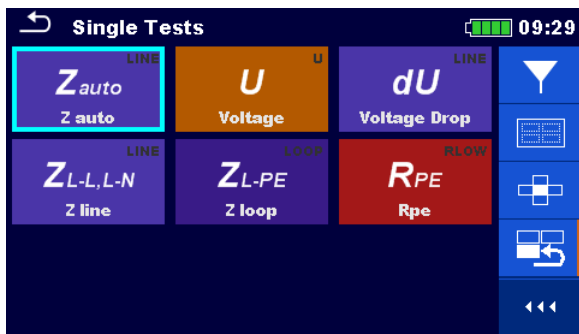 Single Tests 09:29
LINE U LINE
Zauto U dU
Z auto Voltage Voltage Drop
LINE LOOP RLOW
ZL-L,L-N ZL-PE RPE
Z line Z loop Rpe